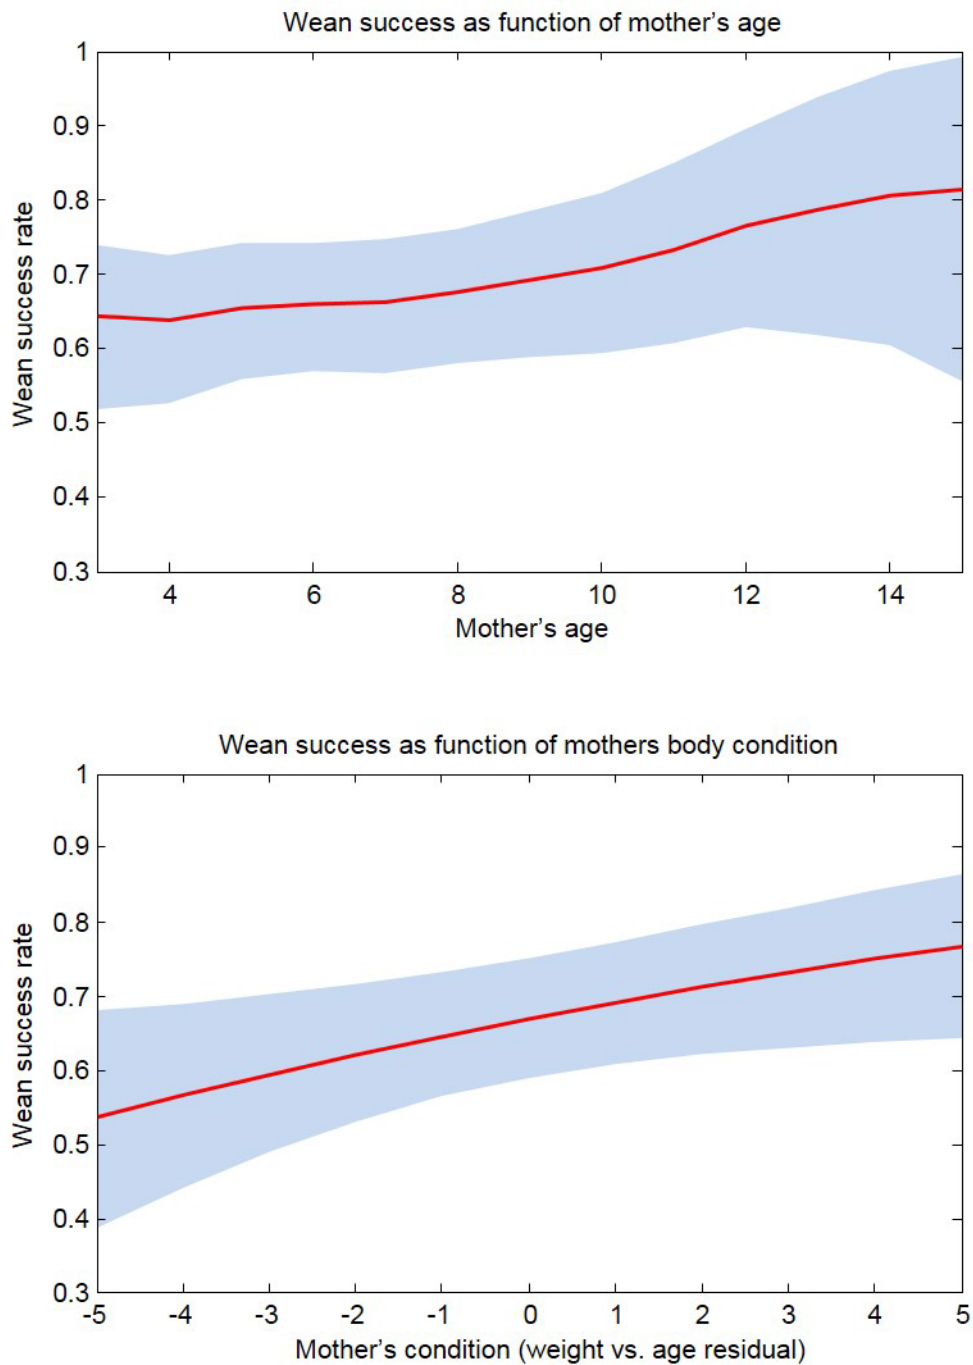 Wean success as function of mother's age
1
0.9
0.8
0.7
0.6
0.5
0.4
0.3
Wean success rate
4 6 8 10 12 14
Mother's age
Wean success as function of mothers body condition
1
0.9
0.8
0.7
0.6
0.5
0.4
0.3
Wean success rate
-5 -4 -3 -2 -1 0 1 2 3 4 5
Mother's condition (weight vs. age residual)